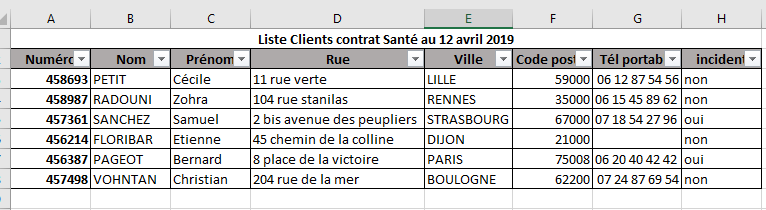 A B C D E F G H
Liste Clients contrat Santé au 12 avril 2019
Numéro Nom Prénom Rue Ville Code post Tél portab incident
458693 PETIT Cécile 11 rue verte LILLE 59000 06 12 87 54 56 non
458987 RADOUNI Zohra 104 rue stanilas RENNES 35000 06 15 45 89 62 non
457361 SANCHEZ Samuel 2 bis avenue des peupliers STRASBOURG 67000 07 18 54 27 96 oui
456214 FLORIBAR Etienne 45 chemin de la colline DIJON 21000 non
456387 PAGEOT Bernard 8 place de la victoire PARIS 75008 06 20 40 42 42 oui
457498 VOHNTAN Christian 204 rue de la mer BOULOGNE 62200 07 24 87 69 54 non